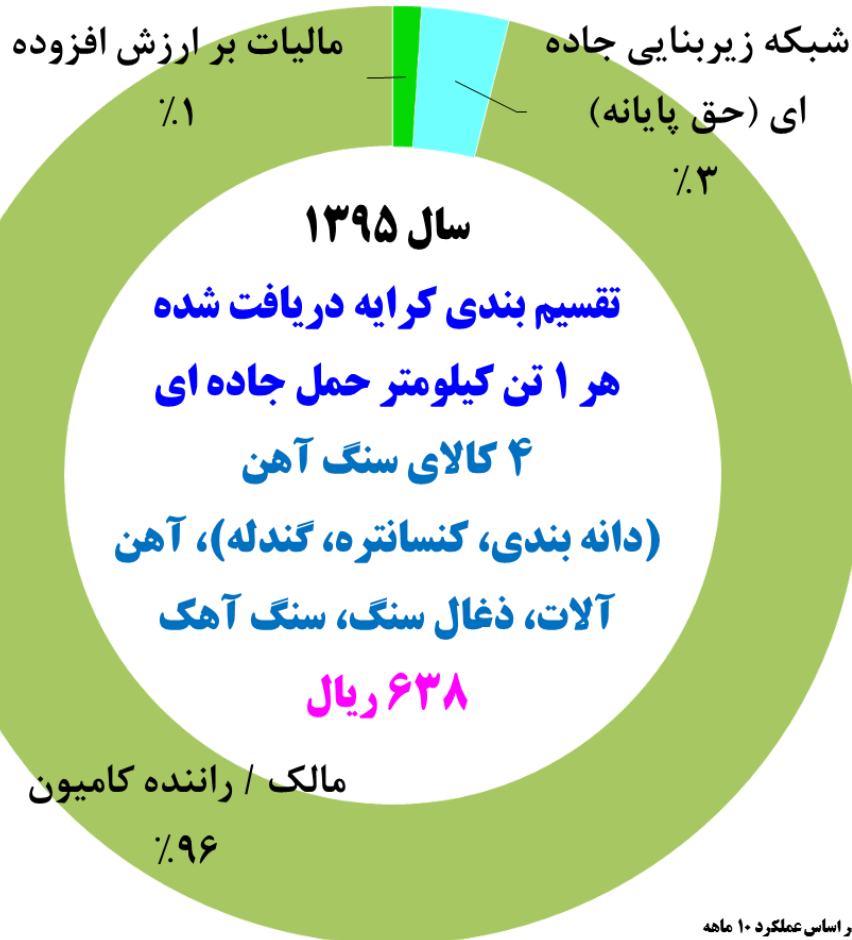 شبکه زیربنایی جاده
ای (حق پایانه)
٪۳
مالیات بر ارزش افزوده
٪۱
سال ۱۳۹۵
تقسیم بندی کرایه دریافت شده
هر ۱ تن کیلومتر حمل جاده ای
۴ کالای سنگ آهن
(دانه بندی، کنسانتره، گندله)، آهن
آلات، ذغال سنگ، سنگ آهک
۶۳۸ ریال
مالک / راننده کامیون
٪۹۶
اساس عملکرد ۱۰ ماهه